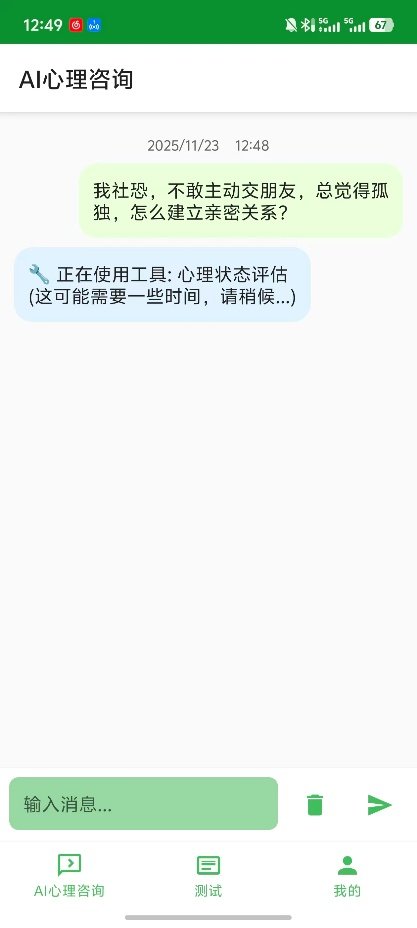 12:49
5G
5G
67
AI心理咨询
2025/11/23 12:48
我社恐，不敢主动交朋友，总觉得孤
独，怎么建立亲密关系？
🔧 正在使用工具: 心理状态评估
(这可能需要一些时间，请稍候...)
输入消息...
AI心理咨询
测试
我的